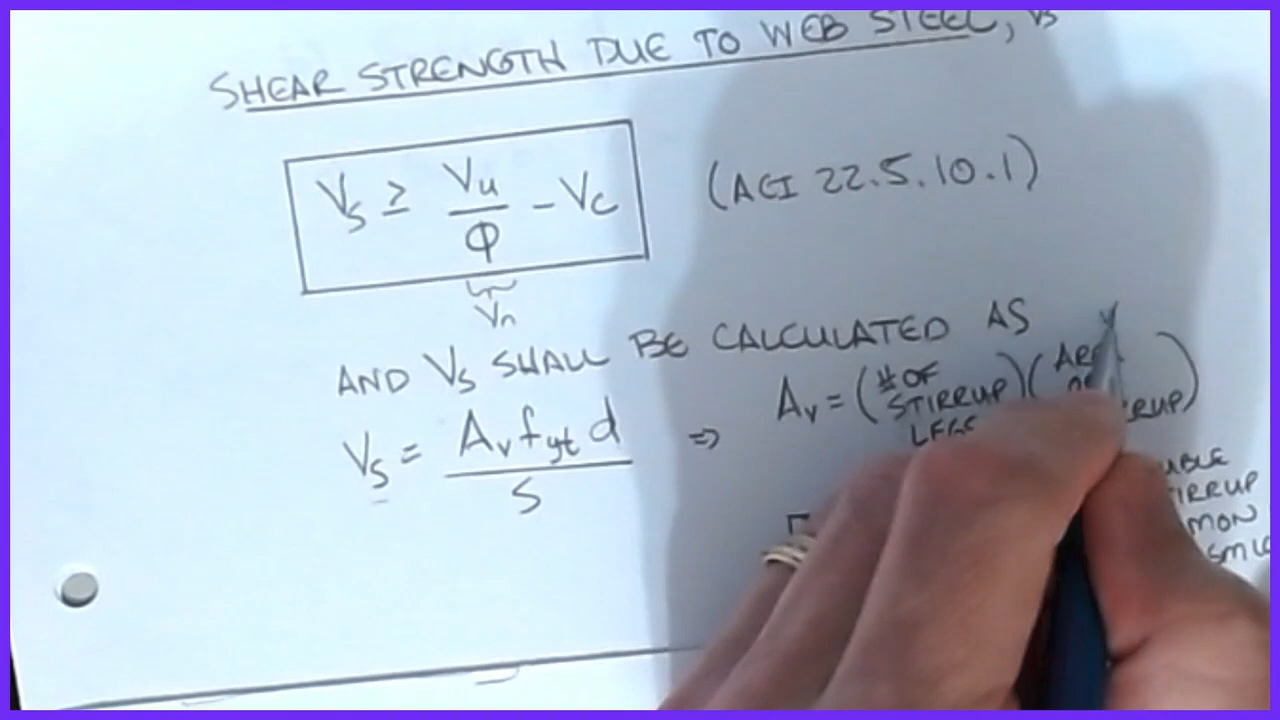 SHEAR STRENGTH DUE TO WEB STEEL, Vs
Vs ≥ Vu/Φ - Vc (ACI 22.5.10.1)
Vn
AND Vs SHALL BE CALCULATED AS
Vs = Av fyt d / s ⇒ Av = (# OF STIRRUP LEGS)(